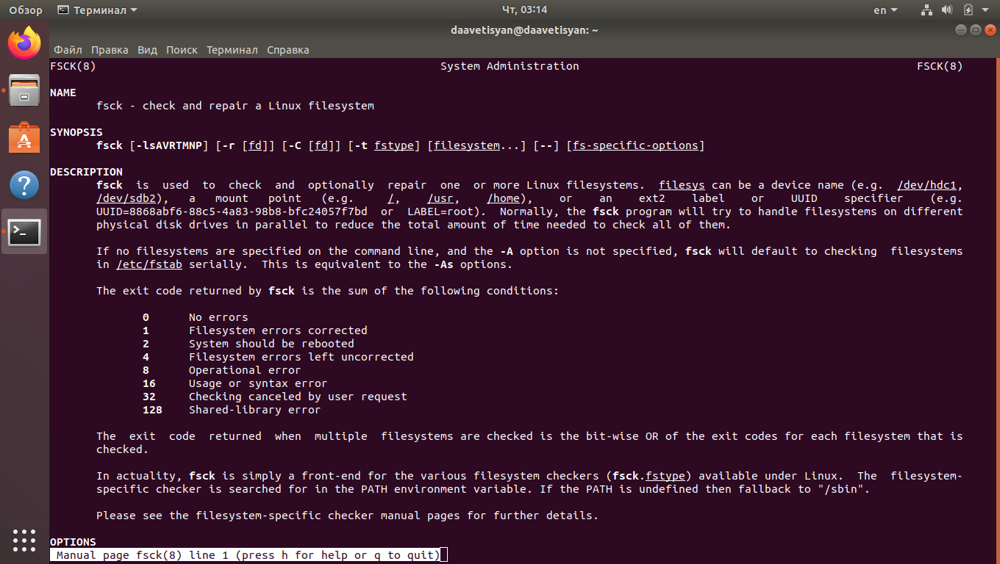 Обзор Терминал Чт, 03:14 en
daavetisyan@daavetisyan: ~
Файл Правка Вид Поиск Терминал Справка
FSCK(8) System Administration FSCK(8)
NAME
fsck - check and repair a Linux filesystem
SYNOPSIS
fsck [-lsAVRTMNP] [-r [fd]] [-C [fd]] [-t fstype] [filesystem...] [--] [fs-specific-options]
DESCRIPTION
fsck is used to check and optionally repair one or more Linux filesystems. filesys can be a device name (e.g. /dev/hdc1,
/dev/sdb2), a mount point (e.g. /, /usr, /home), or an ext2 label or UUID specifier (e.g.
UUID=8868abf6-88c5-4a83-98b8-bfc24057f7bd or LABEL=root). Normally, the fsck program will try to handle filesystems on different
physical disk drives in parallel to reduce the total amount of time needed to check all of them.
If no filesystems are specified on the command line, and the -A option is not specified, fsck will default to checking filesystems
in /etc/fstab serially. This is equivalent to the -As options.
The exit code returned by fsck is the sum of the following conditions:
0 No errors
1 Filesystem errors corrected
2 System should be rebooted
4 Filesystem errors left uncorrected
8 Operational error
16 Usage or syntax error
32 Checking canceled by user request
128 Shared-library error
The exit code returned when multiple filesystems are checked is the bit-wise OR of the exit codes for each filesystem that is
checked.
In actuality, fsck is simply a front-end for the various filesystem checkers (fsck.fstype) available under Linux. The filesystem-
specific checker is searched for in the PATH environment variable. If the PATH is undefined then fallback to "/sbin".
Please see the filesystem-specific checker manual pages for further details.
OPTIONS
Manual page fsck(8) line 1 (press h for help or q to quit)